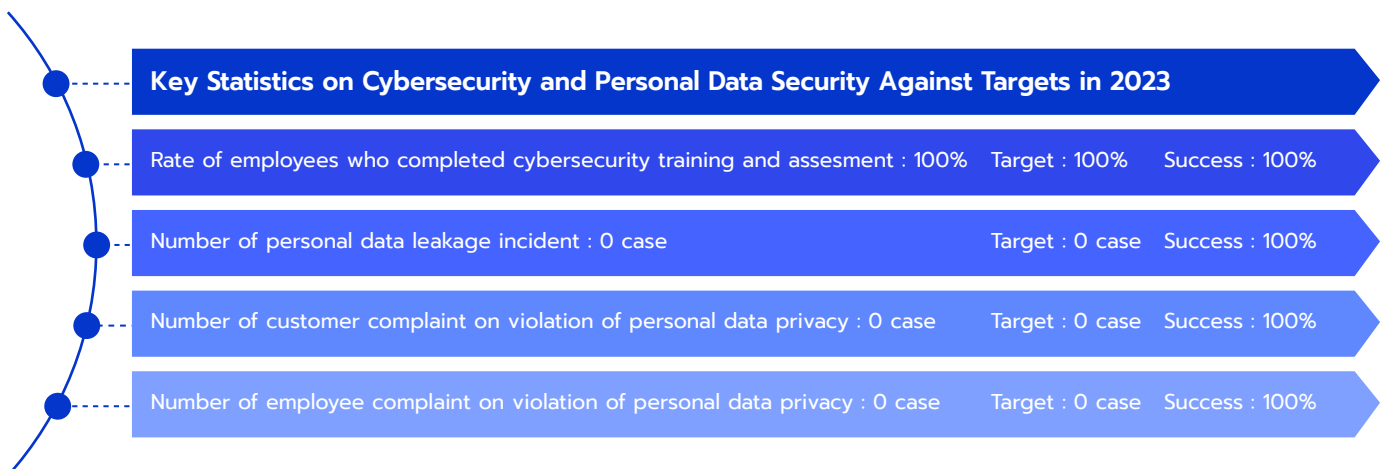 Key Statistics on Cybersecurity and Personal Data Security Against Targets in 2023
Rate of employees who completed cybersecurity training and assesment : 100% Target : 100% Success : 100%
Number of personal data leakage incident : 0 case Target : 0 case Success : 100%
Number of customer complaint on violation of personal data privacy : 0 case Target : 0 case Success : 100%
Number of employee complaint on violation of personal data privacy : 0 case Target : 0 case Success : 100%